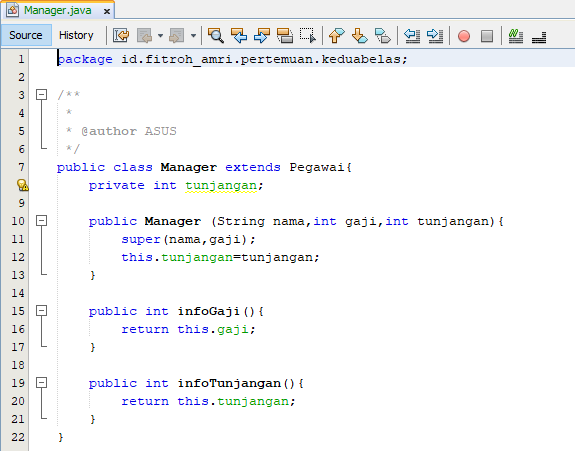 Manager.java
Source History
1 package id.fitroh_amri.pertemuan.keduabelas;
2
3 /**
4 *
5 * @author ASUS
6 */
7 public class Manager extends Pegawai{
private int tunjangan;
9
10 public Manager (String nama,int gaji,int tunjangan){
11 super(nama,gaji);
12 this.tunjangan=tunjangan;
13 }
14
15 public int infoGaji(){
16 return this.gaji;
17 }
18
19 public int infoTunjangan(){
20 return this.tunjangan;
21 }
22 }